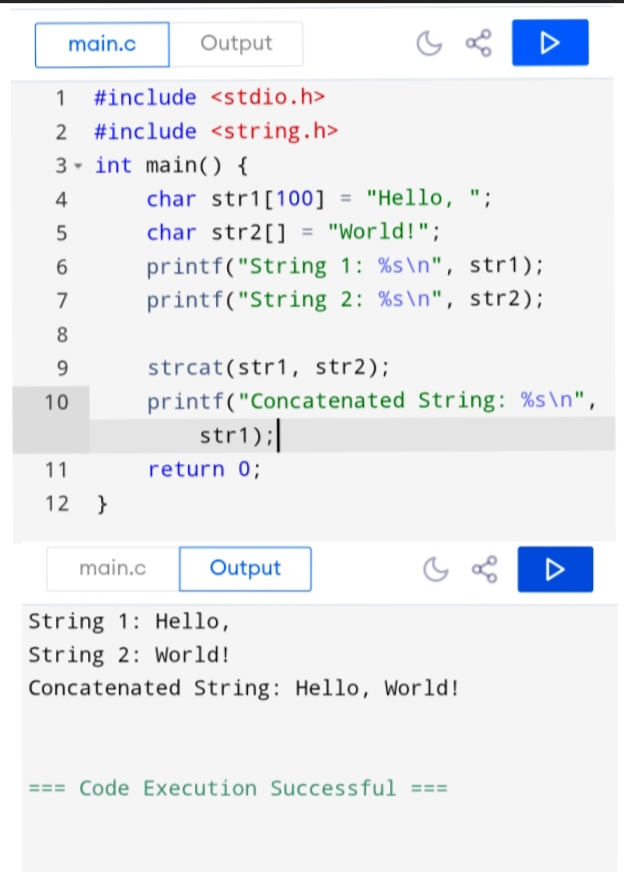 main.c Output
1 #include <stdio.h>
2 #include <string.h>
3 int main() {
4     char str1[100] = "Hello, ";
5     char str2[] = "World!";
6     printf("String 1: %s\n", str1);
7     printf("String 2: %s\n", str2);
8
9     strcat(str1, str2);
10     printf("Concatenated String: %s\n",
        str1);
11     return 0;
12 }
main.c Output
String 1: Hello,
String 2: World!
Concatenated String: Hello, World!
=== Code Execution Successful ===